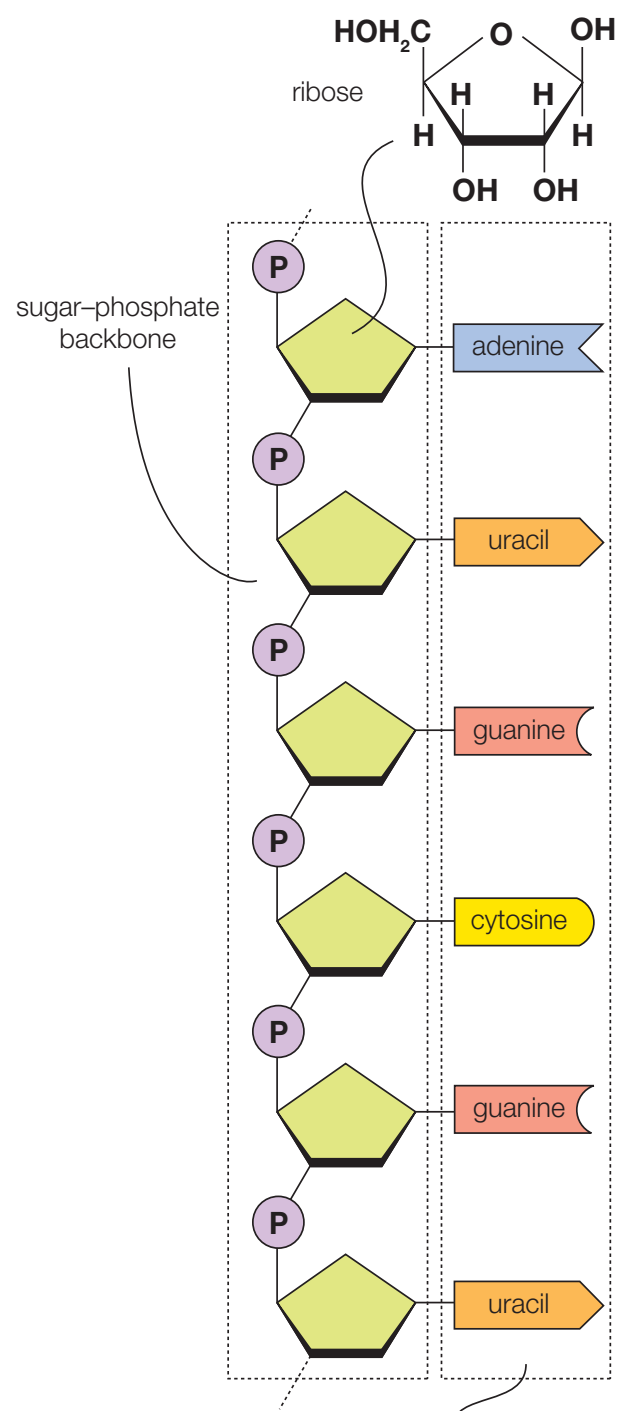 HOH₂C
O
OH
ribose
H
H
H
H
OH
OH
P
sugar–phosphate
backbone
adenine
P
uracil
P
guanine
P
cytosine
P
guanine
P
uracil